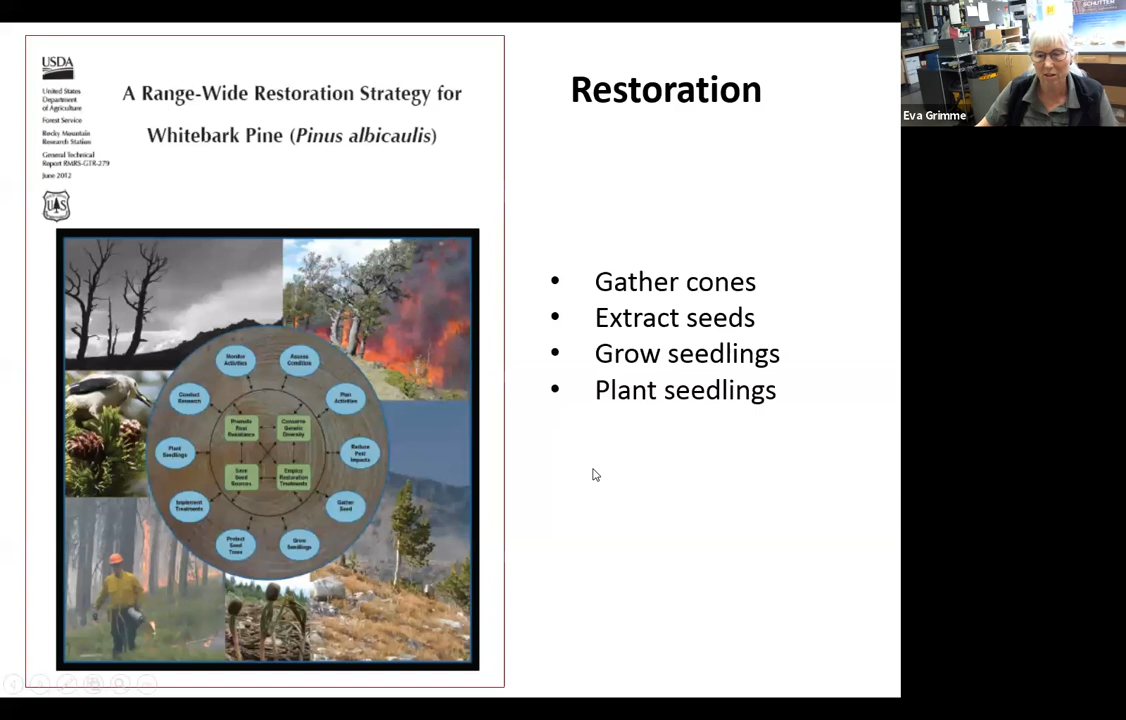 USDA
United States
Department
of Agriculture
Forest Service
Rocky Mountain
Research Station
General Technical
Report RMRS-GTR-279
June 2012
A Range-Wide Restoration Strategy for
Whitebark Pine (Pinus albicaulis)
U S
Monitor
Activities
Assess
Condition
Conduct
Research
Plan
Activities
Promote
Rust
Resistance
Conserve
Genetic
Diversity
Plant
Seedlings
Reduce
Pest
Impacts
Save
Seed
Sources
Employ
Restoration
Treatments
Implement
Treatments
Gather
Seed
Protect
Seed
Trees
Grow
Seedlings
Restoration
• Gather cones
• Extract seeds
• Grow seedlings
• Plant seedlings
SCHUTTER
Eva Grimme